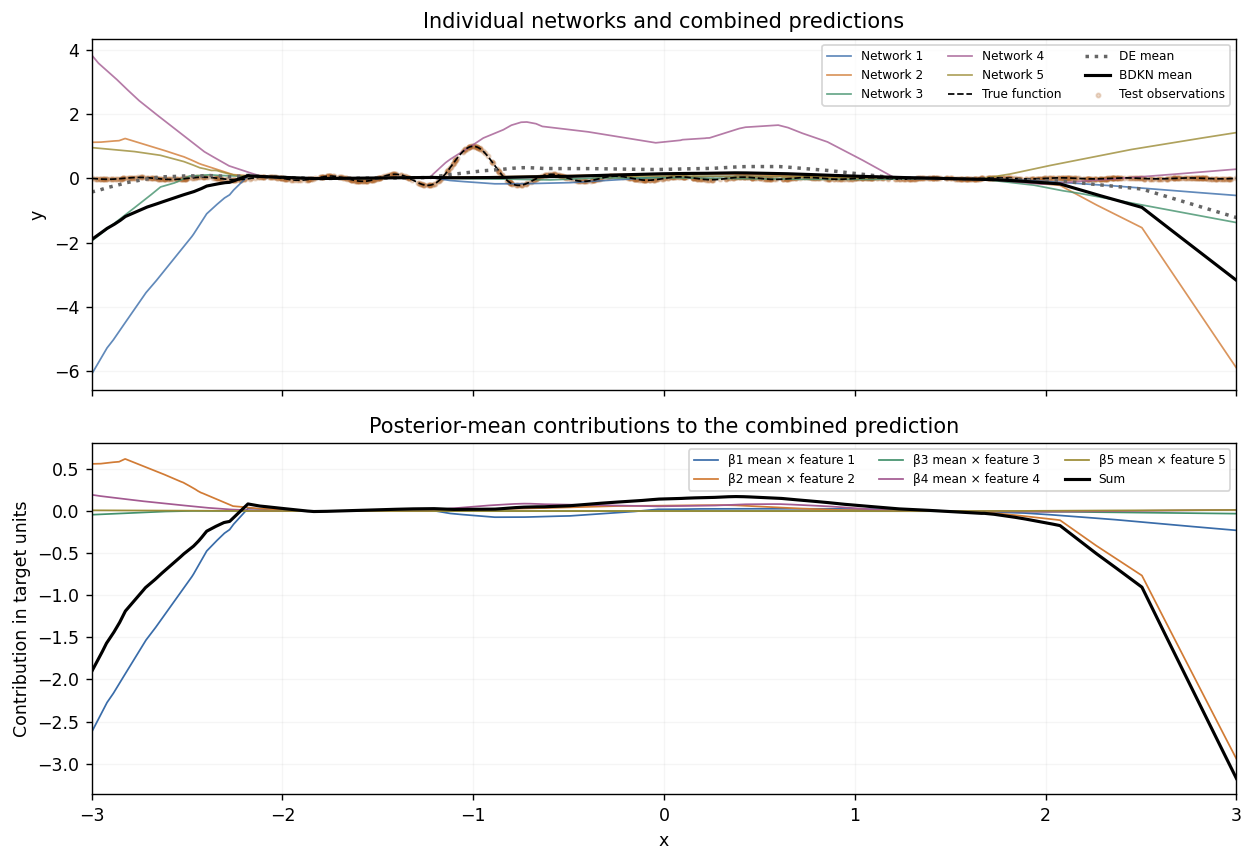 Individual networks and combined predictions
4
2
0
−2
−4
−6
y
Network 1
Network 2
Network 3
Network 4
Network 5
True function
DE mean
BDKN mean
Test observations
Posterior-mean contributions to the combined prediction
0.5
0.0
−0.5
−1.0
−1.5
−2.0
−2.5
−3.0
Contribution in target units
β1 mean × feature 1
β2 mean × feature 2
β3 mean × feature 3
β4 mean × feature 4
β5 mean × feature 5
Sum
−3 −2 −1 0 1 2 3
x